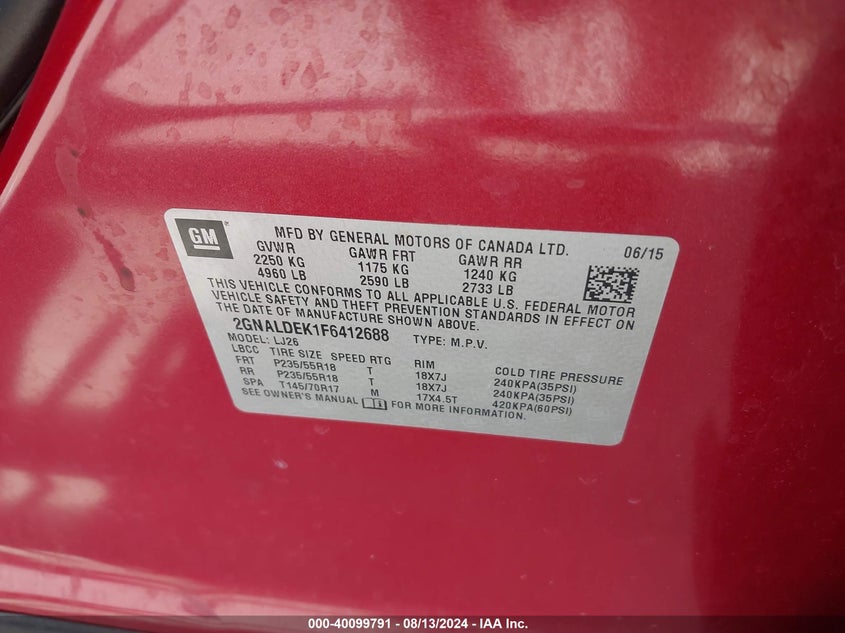 GM
MFD BY GENERAL MOTORS OF CANADA LTD. 06/15
GVWR GAWR FRT GAWR RR
2250 KG 1175 KG 1240 KG
4960 LB 2590 LB 2733 LB
THIS VEHICLE CONFORMS TO ALL APPLICABLE U.S. FEDERAL MOTOR
VEHICLE SAFETY AND THEFT PREVENTION STANDARDS IN EFFECT ON
THE DATE OF MANUFACTURE SHOWN ABOVE.
2GNALDEK1F6412688 TYPE: M.P.V.
MODEL: LJ26
LBCC TIRE SIZE SPEED RTG RIM COLD TIRE PRESSURE
FRT P235/55R18 T 18X7J 240KPA(35PSI)
RR P235/55R18 T 18X7J 240KPA(35PSI)
SPA T145/70R17 M 17X4.5T 420KPA(60PSI)
SEE OWNER'S MANUAL FOR MORE INFORMATION.
000-40099791 - 08/13/2024 - IAA Inc.